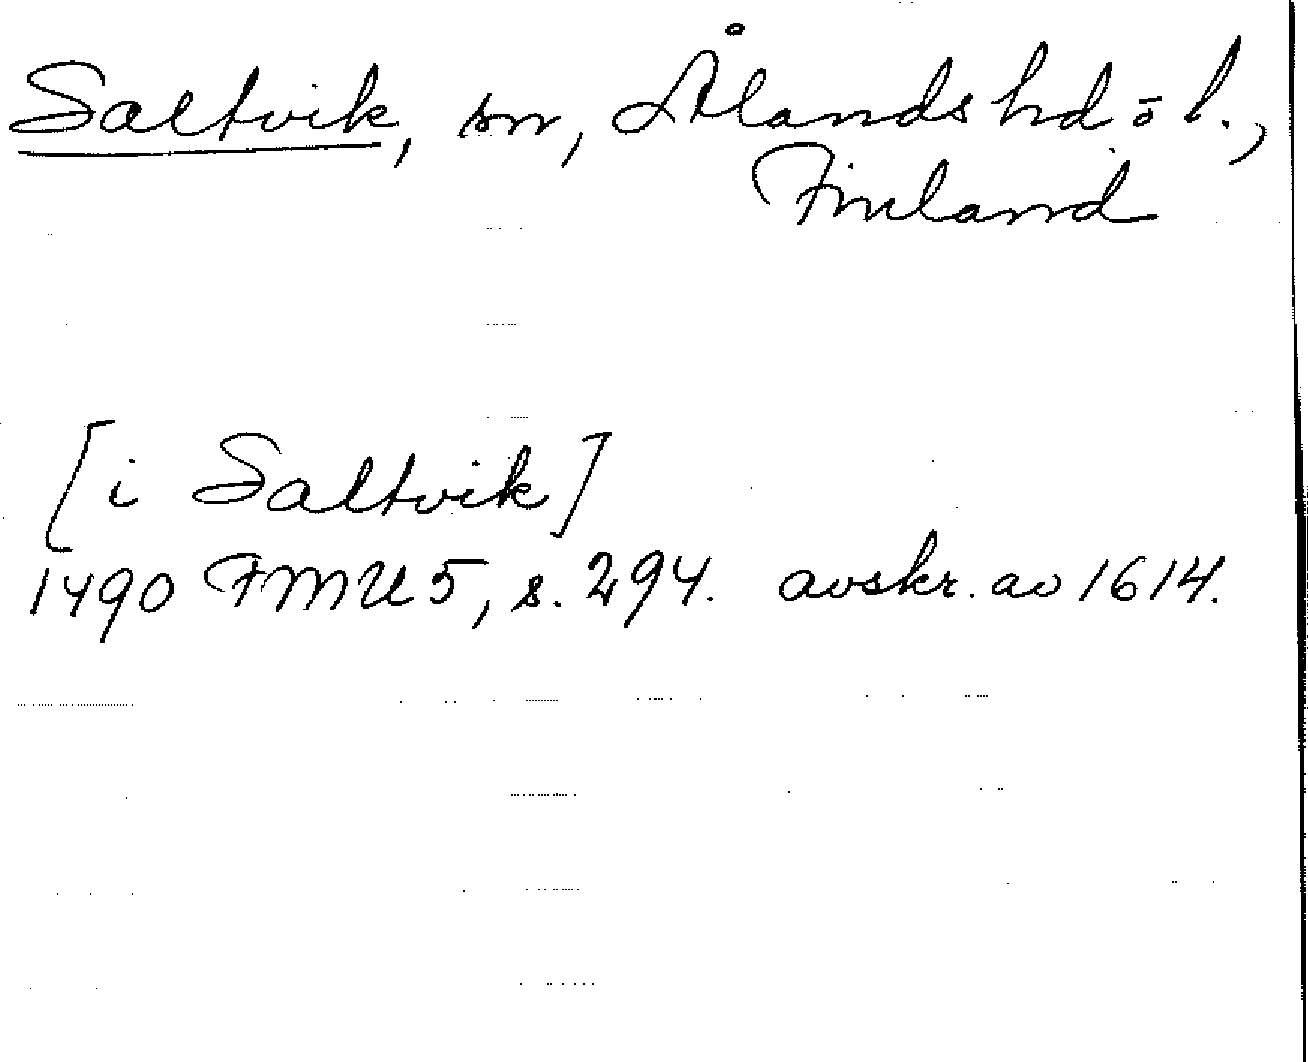 Saltvik, sn, Ålands hd o l.,
Finland
[i Saltvik]
1490 FMU 5, s. 294. avskr. av 1614.